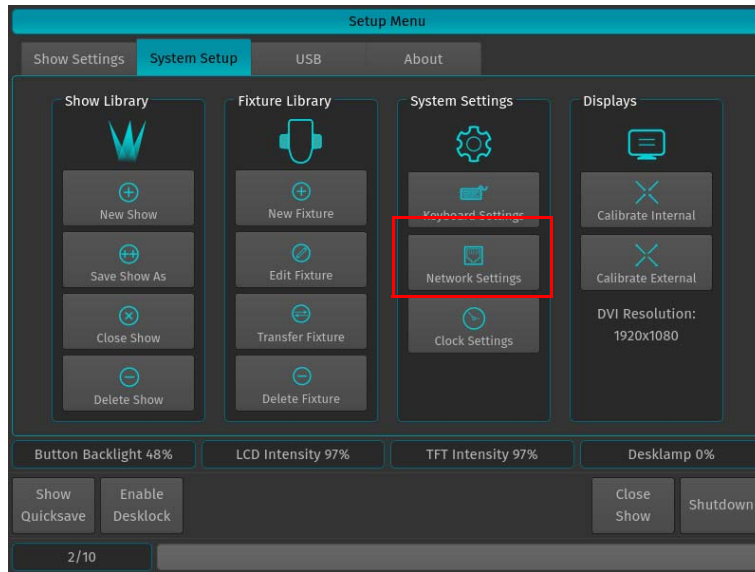 Setup Menu
Show Settings
System Setup
USB
About
Show Library
New Show
Save Show As
Close Show
Delete Show
Fixture Library
New Fixture
Edit Fixture
Transfer Fixture
Delete Fixture
System Settings
Keyboard Settings
Network Settings
Clock Settings
Displays
Calibrate Internal
Calibrate External
DVI Resolution:
1920x1080
Button Backlight 48%
LCD Intensity 97%
TFT Intensity 97%
Desklamp 0%
Show
Quicksave
Enable
Desklock
Close
Show
Shutdown
2/10